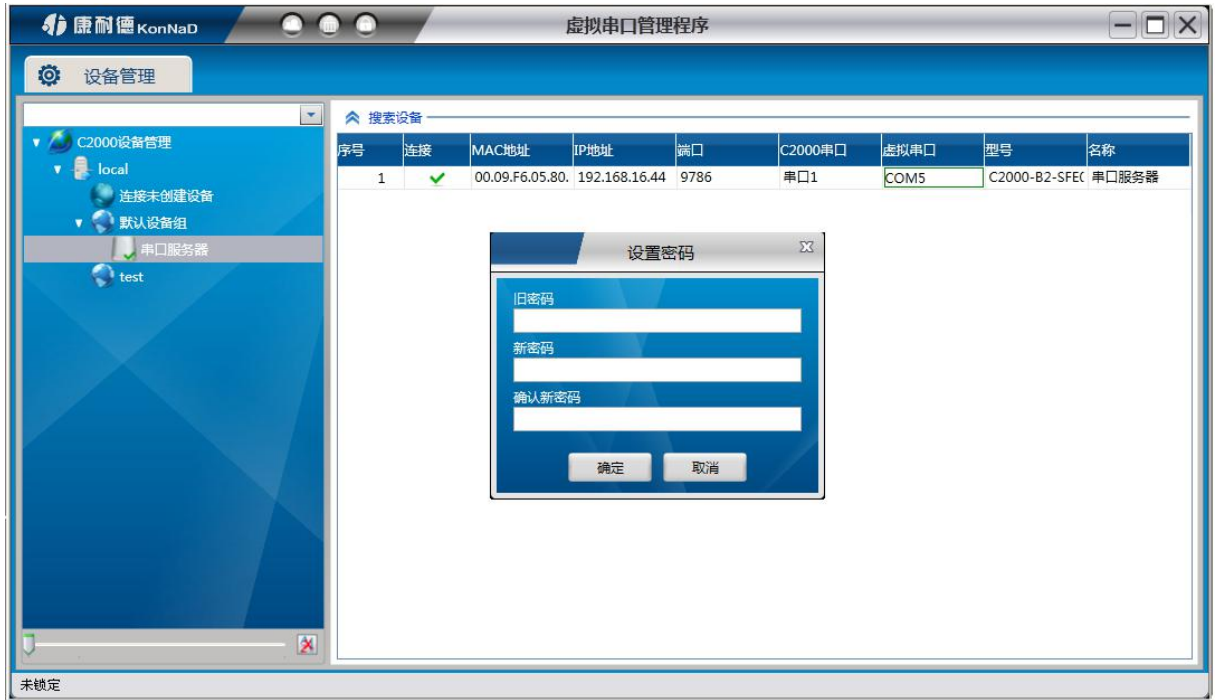 康耐德 KonNaD
虚拟串口管理程序
设备管理
C2000设备管理
local
连接未创建设备
默认设备组
串口服务器
test
搜索设备
序号 连接 MAC地址 IP地址 端口 C2000串口 虚拟串口 型号 名称
1 00.09.F6.05.80. 192.168.16.44 9786 串口1 COM5 C2000-B2-SFE( 串口服务器
设置密码
旧密码
新密码
确认新密码
确定 取消
未锁定